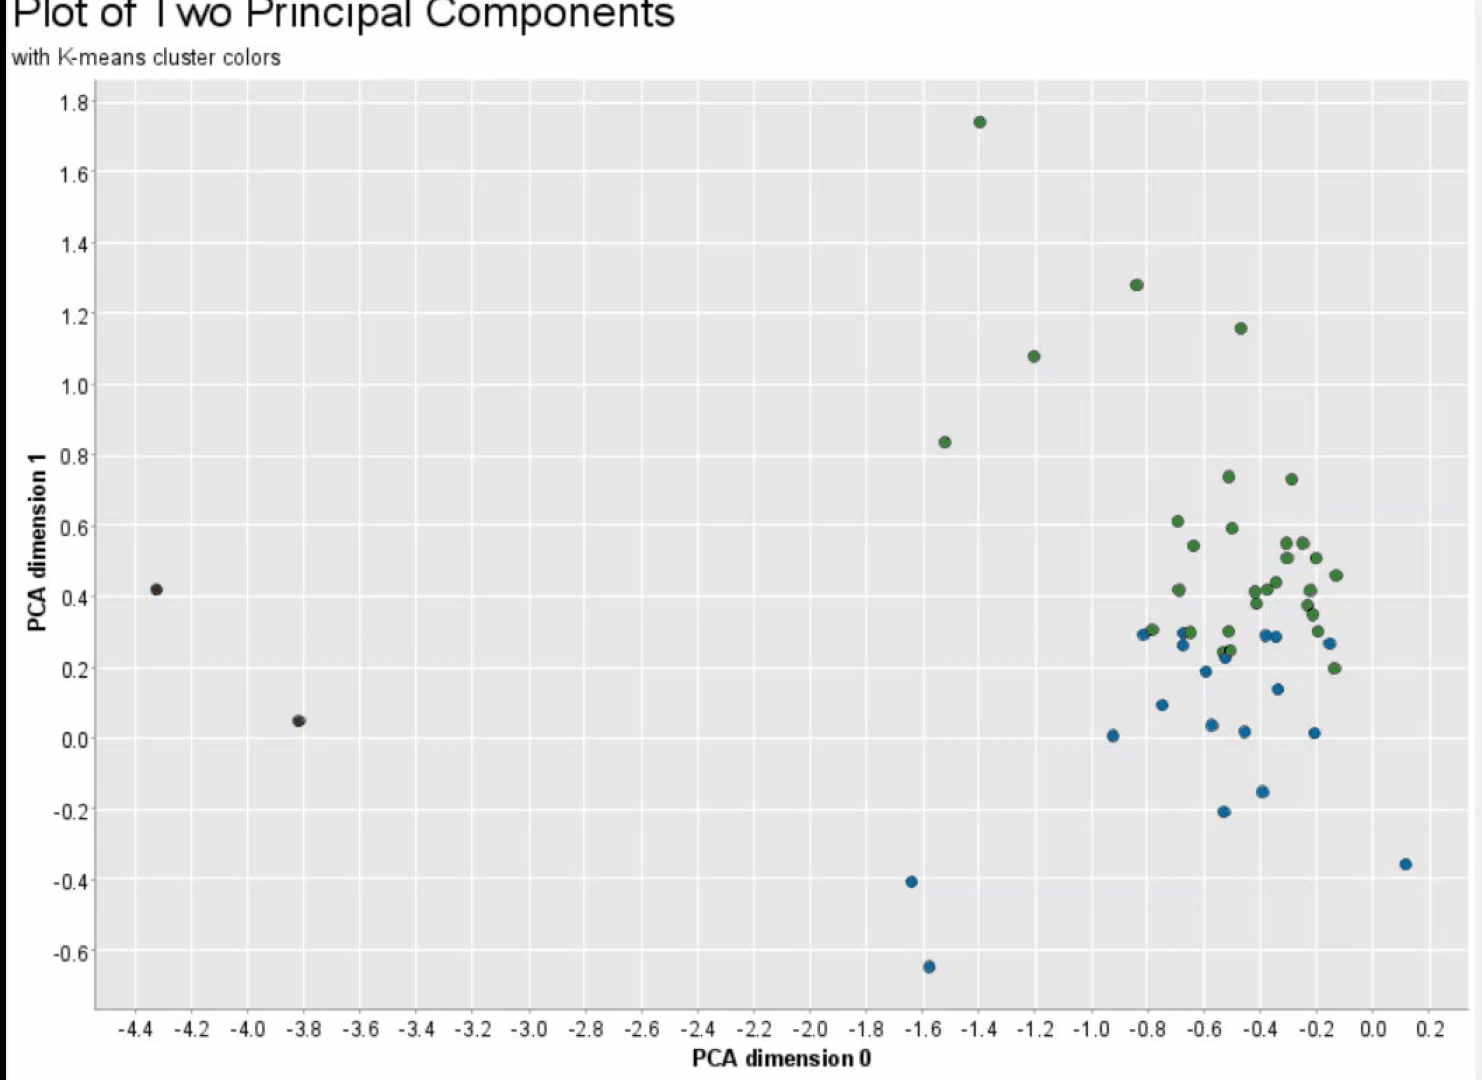 Plot of Two Principal Components
with K-means cluster colors
1.8
1.6
1.4
1.2
1.0
0.8
0.6
0.4
0.2
0.0
-0.2
-0.4
-0.6
PCA dimension 1
-4.4 -4.2 -4.0 -3.8 -3.6 -3.4 -3.2 -3.0 -2.8 -2.6 -2.4 -2.2 -2.0 -1.8 -1.6 -1.4 -1.2 -1.0 -0.8 -0.6 -0.4 -0.2 0.0 0.2
PCA dimension 0